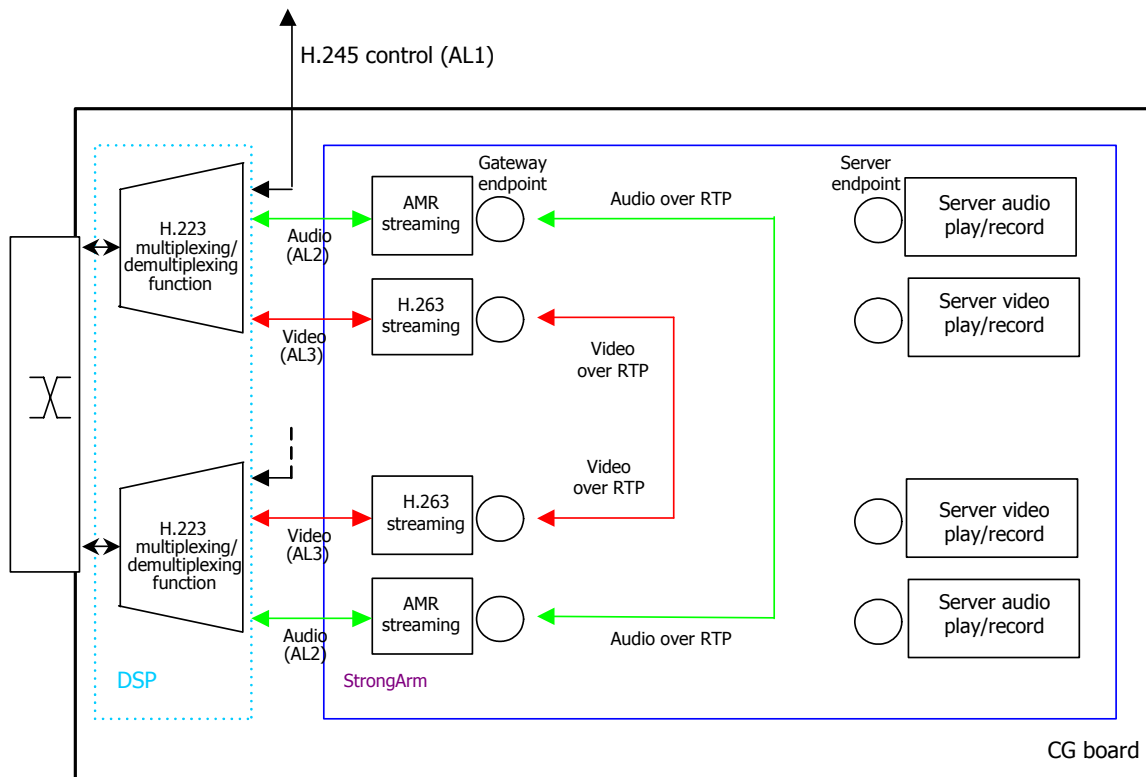 H.245 control (AL1)
Gateway
endpoint
Server
endpoint
H.223
multiplexing/
demultiplexing
function
AMR
streaming
Audio over RTP
Server audio
play/record
Audio
(AL2)
H.263
streaming
Server video
play/record
Video
(AL3)
Video
over RTP
Video
over RTP
H.223
multiplexing/
demultiplexing
function
H.263
streaming
Server video
play/record
Video
(AL3)
AMR
streaming
Server audio
play/record
Audio
(AL2)
Audio over RTP
DSP
StrongArm
CG board